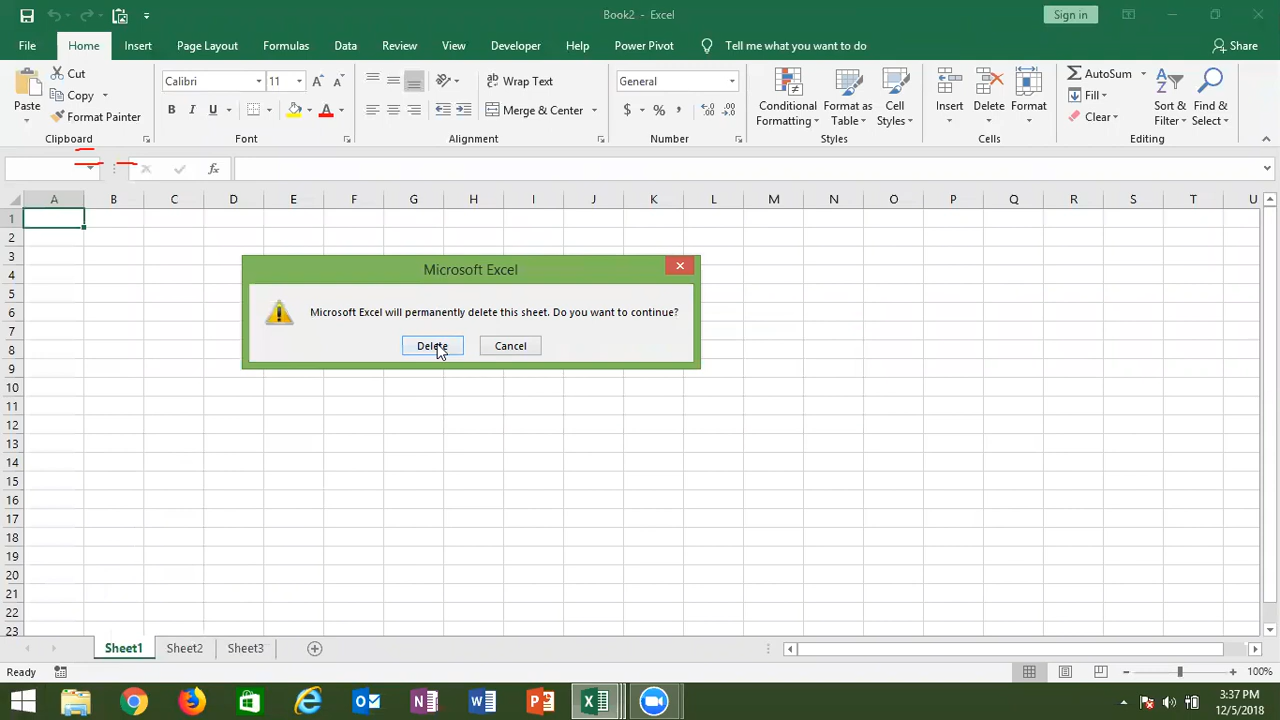 Book2 - Excel
Sign in
File Home Insert Page Layout Formulas Data Review View Developer Help Power Pivot Tell me what you want to do Share
Paste
Cut
Copy
Format Painter
Clipboard
Calibri 11
B I U A
Font
Wrap Text
Merge & Center
Alignment
General
$ % ,
Number
Conditional Formatting
Format as Table
Cell Styles
Styles
Insert Delete Format
Cells
AutoSum
Fill
Clear
Sort & Filter
Find & Select
Editing
fx
A B C D E F G H I J K L M N O P Q R S T U
1
2
3
4
5
6
7
8
9
10
11
12
13
14
15
16
17
18
19
20
21
22
23
Microsoft Excel
Microsoft Excel will permanently delete this sheet. Do you want to continue?
Delete Cancel
Sheet1 Sheet2 Sheet3
Ready
100%
3:37 PM
12/5/2018